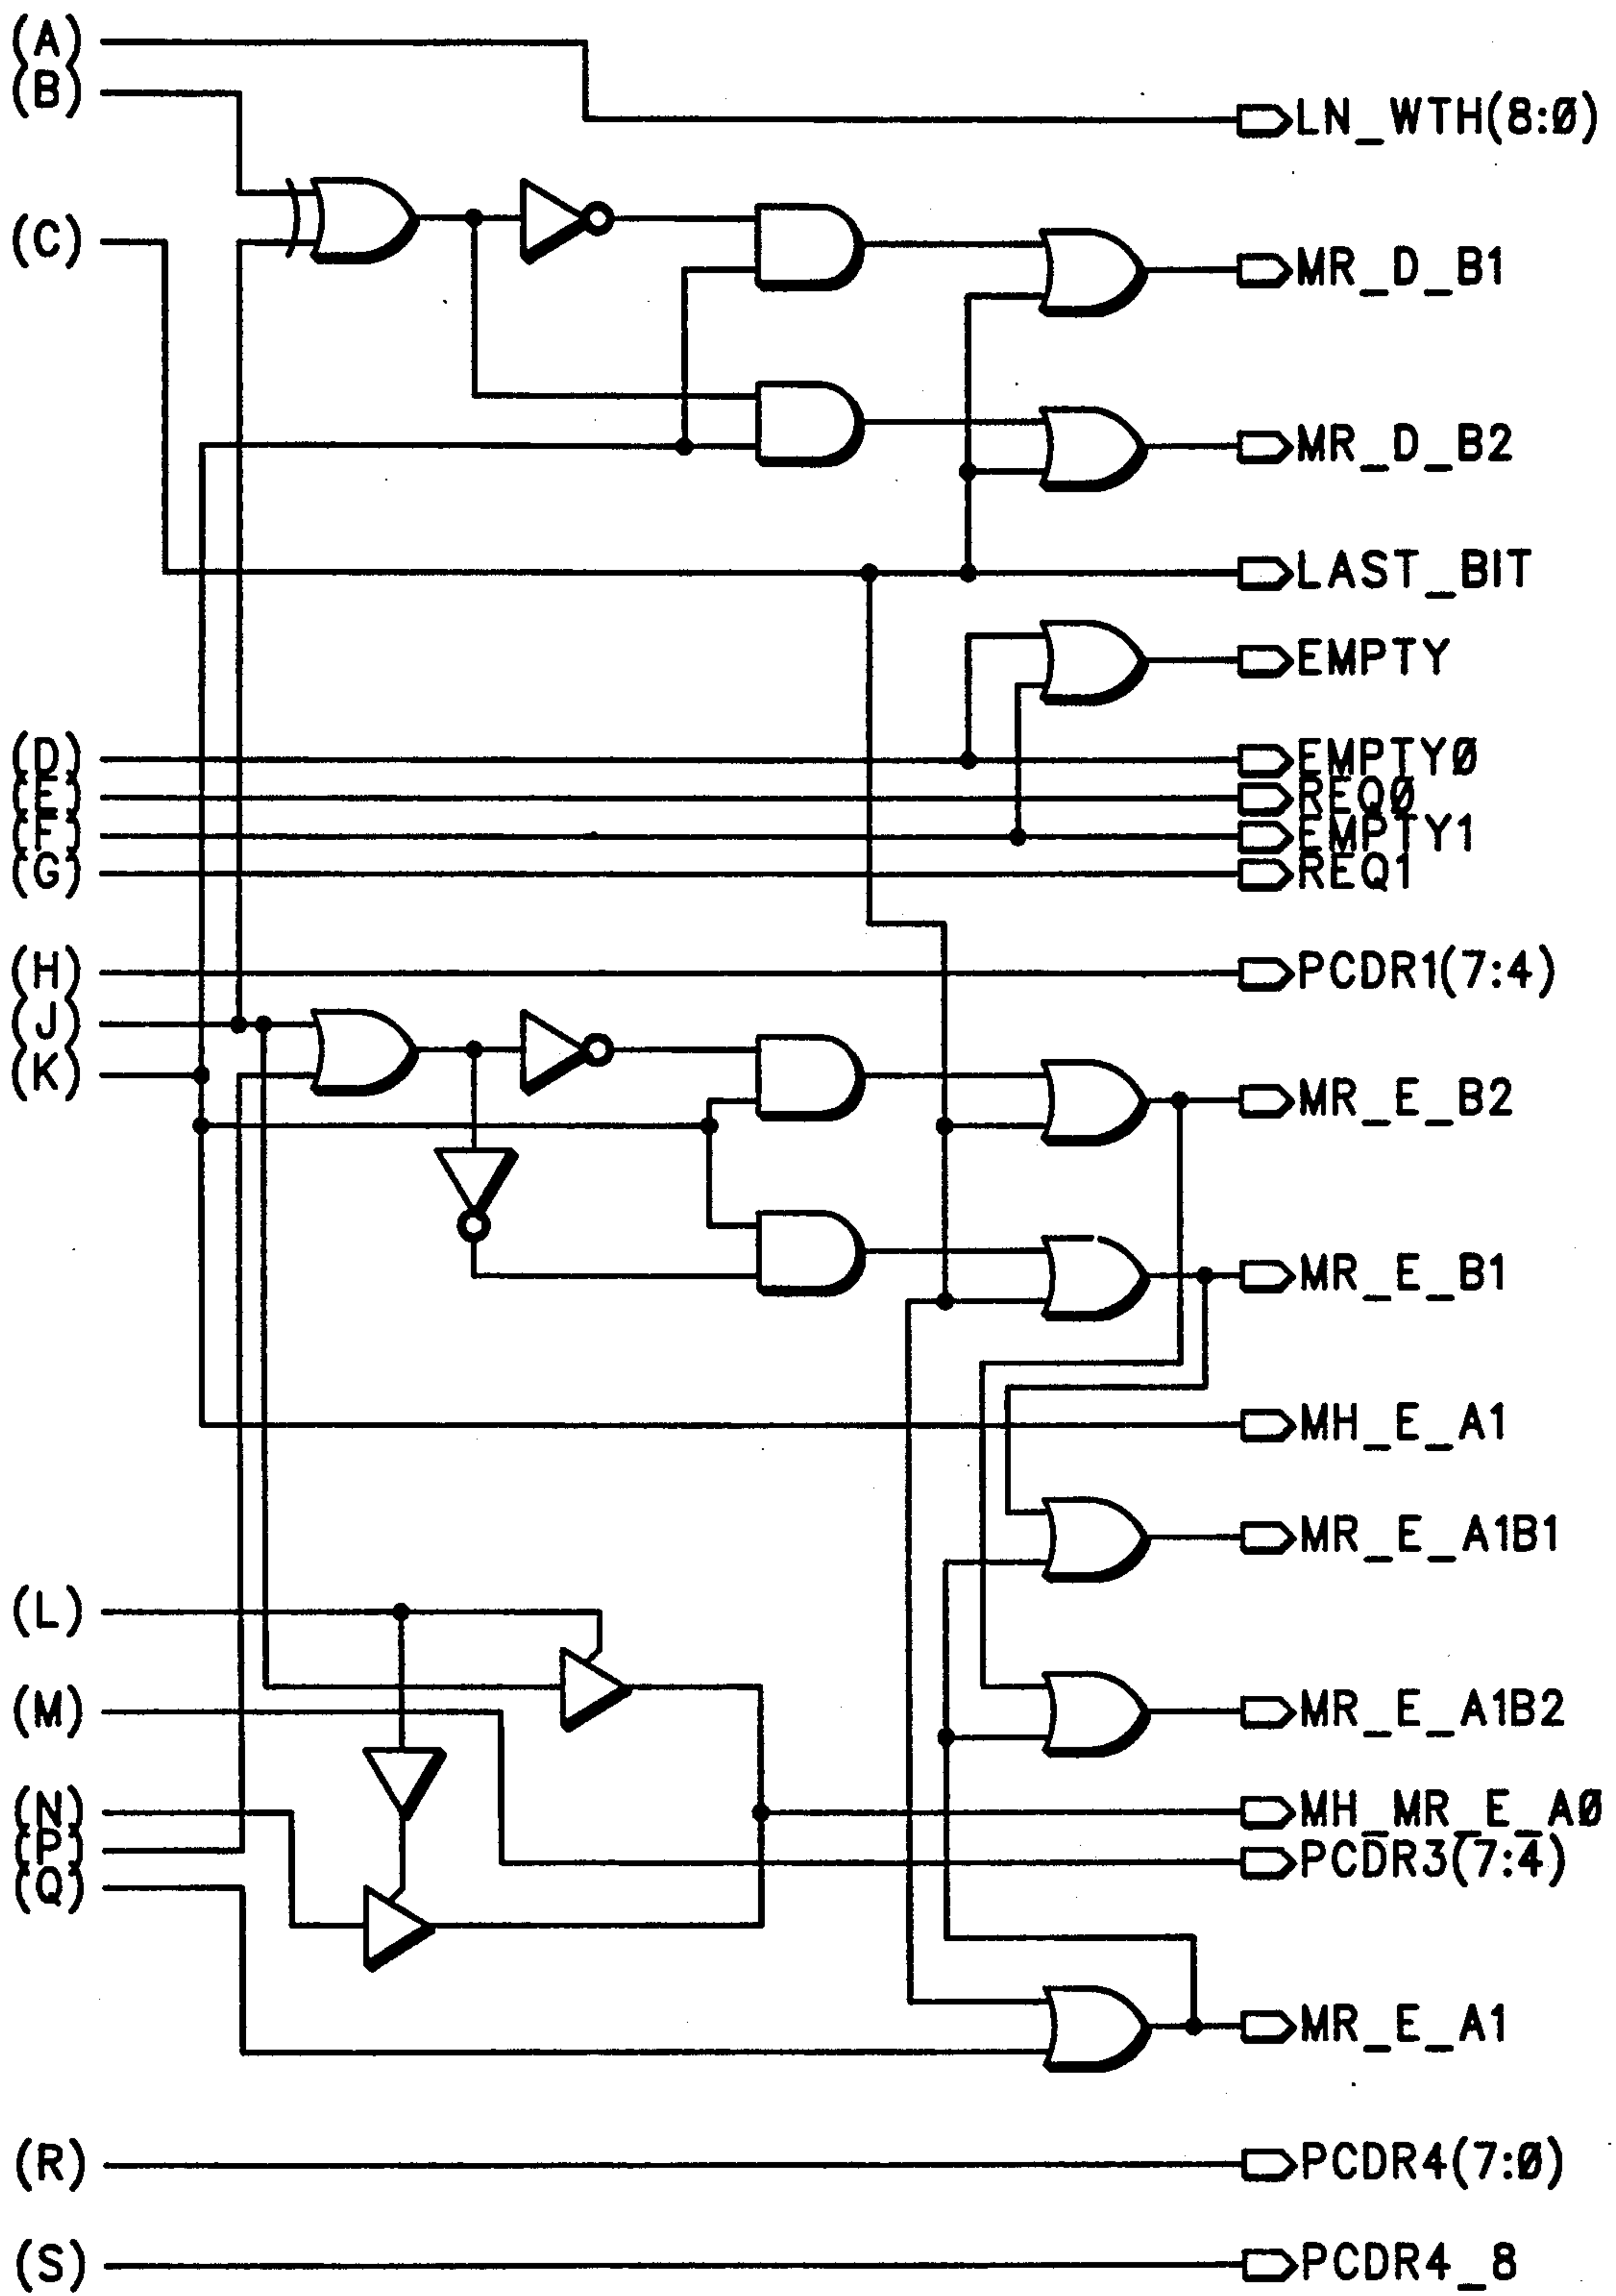 (A)
(B)
LN_WTH(8:Ø)
(C)
MR_D_B1
MR_D_B2
LAST_BIT
EMPTY
(D)
EMPTYØ
(E)
REQØ
(F)
EMPTY1
(G)
REQ1
(H)
PCDR1(7:4)
(J)
(K)
MR_E_B2
MR_E_B1
MH_E_A1
MR_E_A1B1
(L)
(M)
MR_E_A1B2
(N)
MH_MR_E_AØ
(P)
PCDR3(7:4)
(Q)
MR_E_A1
(R)
PCDR4(7:Ø)
(S)
PCDR4_8